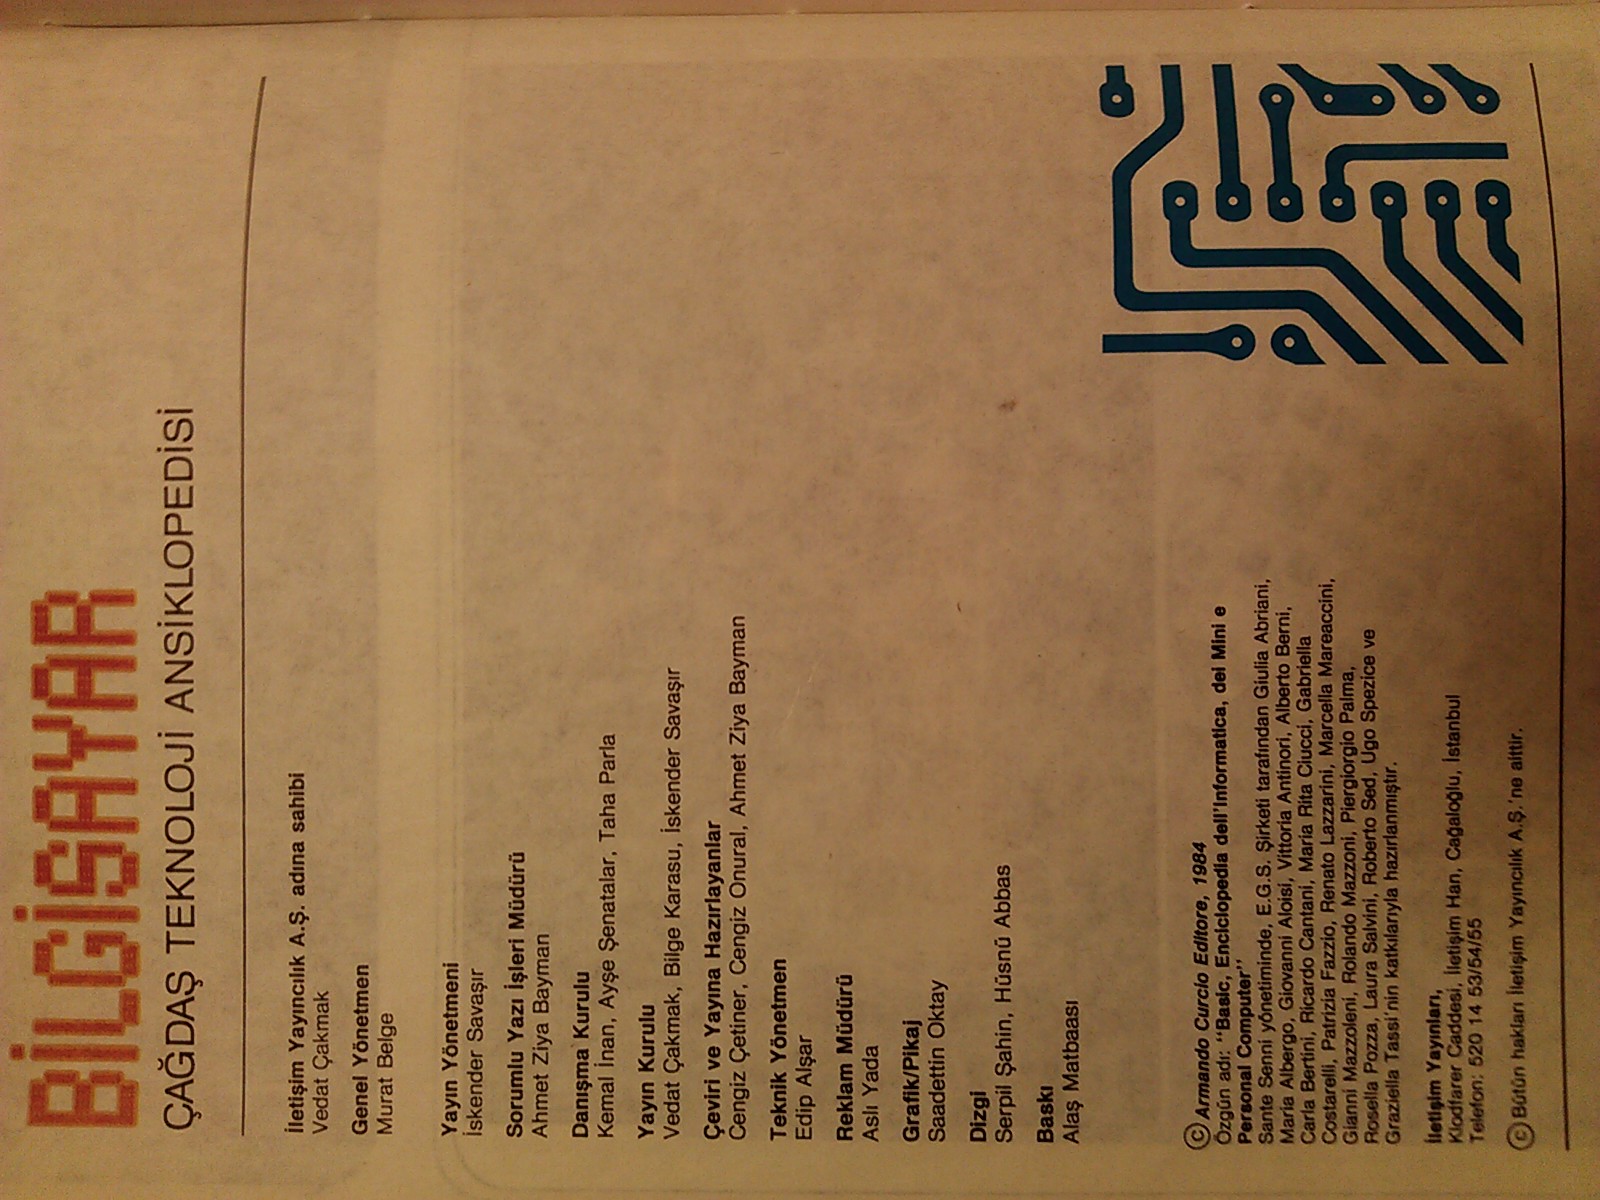 BİLGİSAYAR
ÇAĞDAŞ TEKNOLOJİ ANSİKLOPEDİSİ
İletişim Yayıncılık A.Ş. adına sahibi
Vedat Çakmak
Genel Yönetmen
Murat Belge
Yayın Yönetmeni
İskender Savaşır
Sorumlu Yazı İşleri Müdürü
Ahmet Ziya Bayman
Danışma Kurulu
Kemal İnan, Ayşe Şenatalar, Taha Parla
Yayın Kurulu
Vedat Çakmak, Bilge Karasu, İskender Savaşır
Çeviri ve Yayına Hazırlayanlar
Cengiz Çetiner, Cengiz Onural, Ahmet Ziya Bayman
Teknik Yönetmen
Edip Alşar
Reklam Müdürü
Aslı Yada
Grafik/Pikaj
Saadettin Oktay
Dizgi
Serpil Şahin, Hüsnü Abbas
Baskı
Alaş Matbaası
© Armando Curcio Editore, 1984
Özgün adı: "Basic, Enciclopedia dell'Informatica, dei Mini e
Personal Computer"
Sante Senni yönetiminde, E.G.S. Şirketi tarafından Giulia Abriani,
Maria Albergo, Giovanni Aloisi, Vittoria Antinori, Alberto Berni,
Carla Bertini, Ricardo Cantani, Maria Rita Ciucci, Gabriella
Costarelli, Patrizia Fazzio, Renato Lazzarini, Marcella Mareaccini,
Gianni Mazzoleni, Rolando Mazzoni, Piergiorgio Palma,
Rosella Pozza, Laura Salvini, Roberto Sed, Ugo Spezice ve
Graziella Tassi'nin katkılarıyla hazırlanmıştır.
İletişim Yayınları,
Klodfarer Caddesi, İletişim Han, Cağaloğlu, İstanbul
Telefon: 520 14 53/54/55
© Bütün hakları İletişim Yayıncılık A.Ş.'ne aittir.